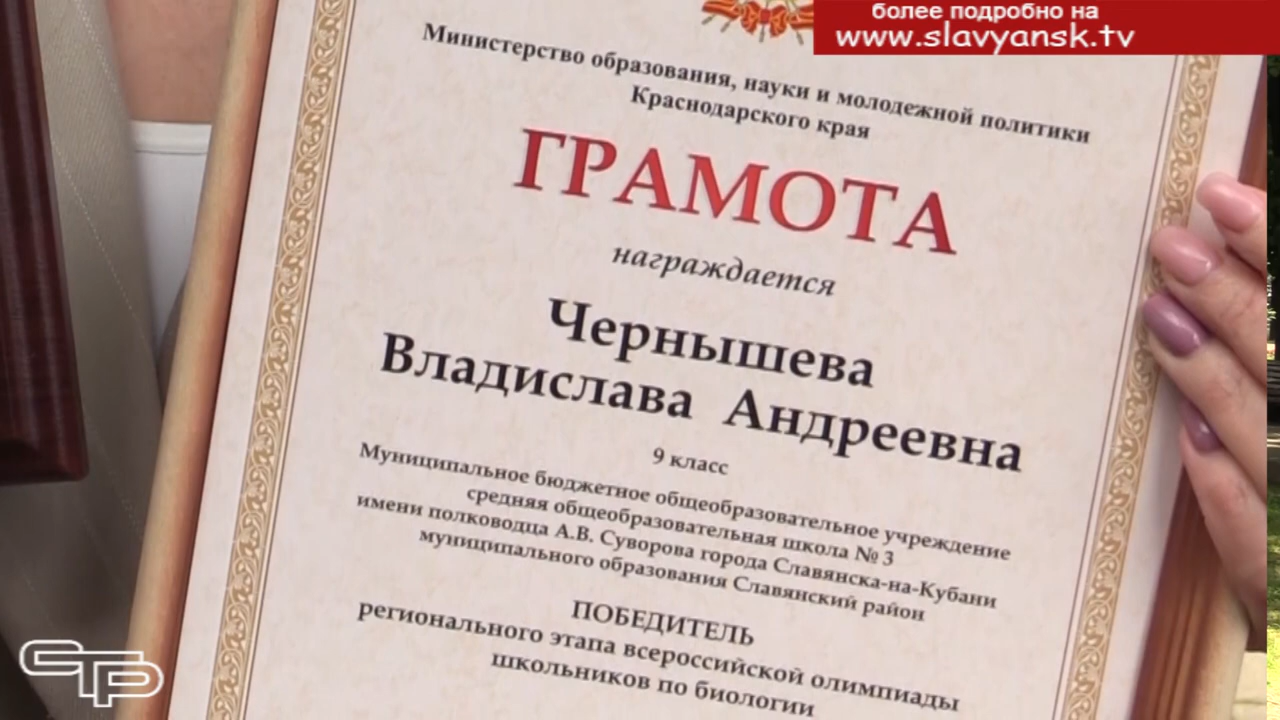 более подробно на
www.slavyansk.tv
Министерство образования, науки и молодежной политики
Краснодарского края
ГРАМОТА
награждается
Чернышева
Владислава Андреевна
9 класс
Муниципальное бюджетное общеобразовательное учреждение
средняя общеобразовательная школа № 3
имени полководца А.В. Суворова города Славянска-на-Кубани
муниципального образования Славянский район
ПОБЕДИТЕЛЬ
регионального этапа всероссийской олимпиады
школьников по биологии
СТР